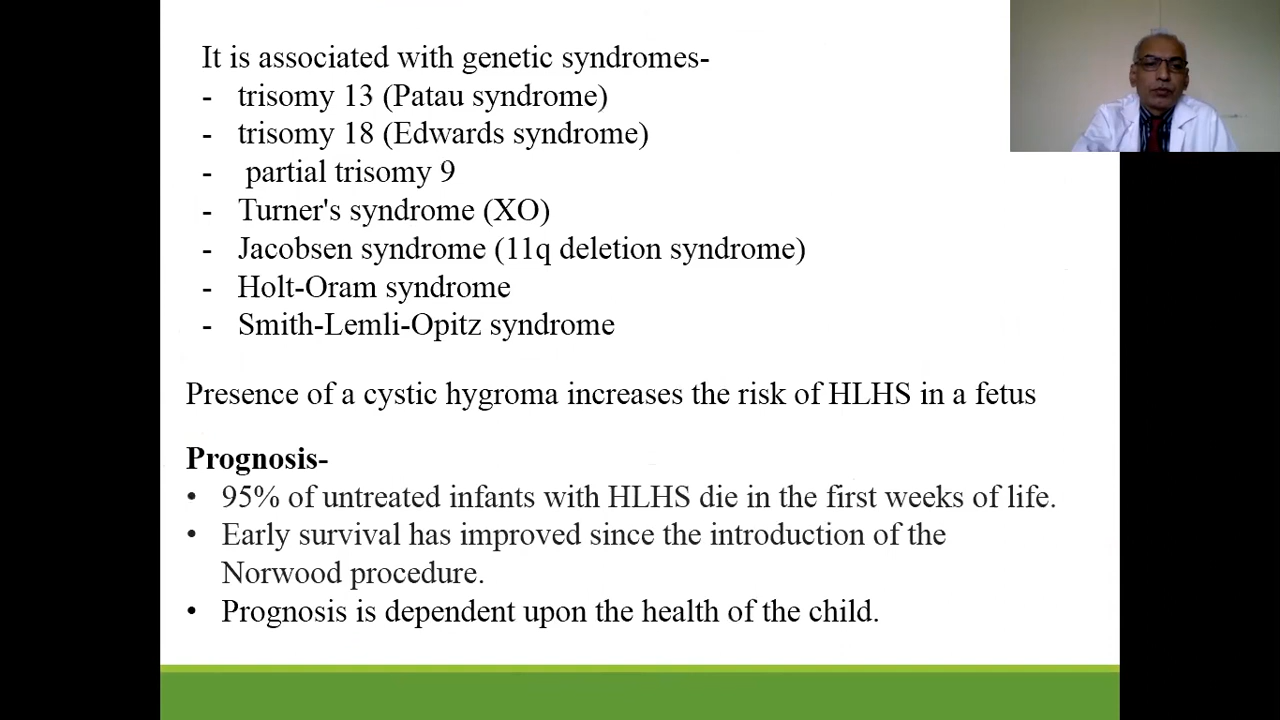 It is associated with genetic syndromes-
- trisomy 13 (Patau syndrome)
- trisomy 18 (Edwards syndrome)
- partial trisomy 9
- Turner's syndrome (XO)
- Jacobsen syndrome (11q deletion syndrome)
- Holt-Oram syndrome
- Smith-Lemli-Opitz syndrome
Presence of a cystic hygroma increases the risk of HLHS in a fetus
Prognosis-
• 95% of untreated infants with HLHS die in the first weeks of life.
• Early survival has improved since the introduction of the
Norwood procedure.
• Prognosis is dependent upon the health of the child.